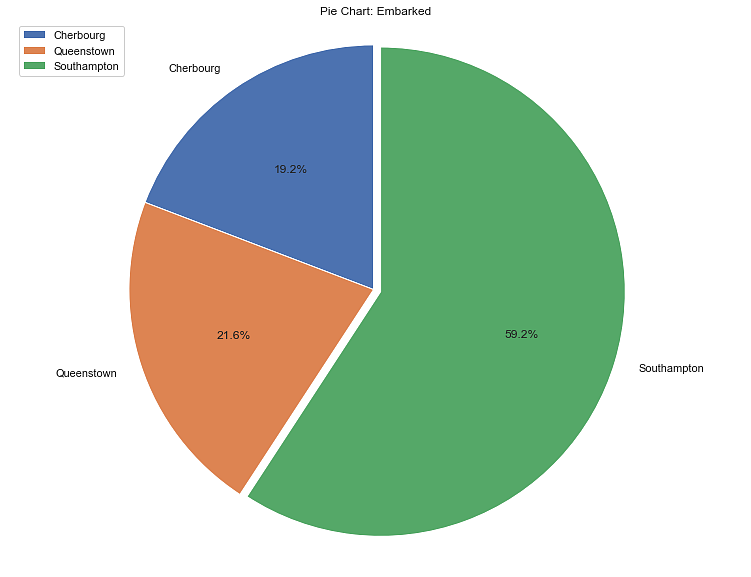 Pie Chart: Embarked
Cherbourg
Queenstown
Southampton
Cherbourg
19.2%
21.6%
59.2%
Southampton
Queenstown